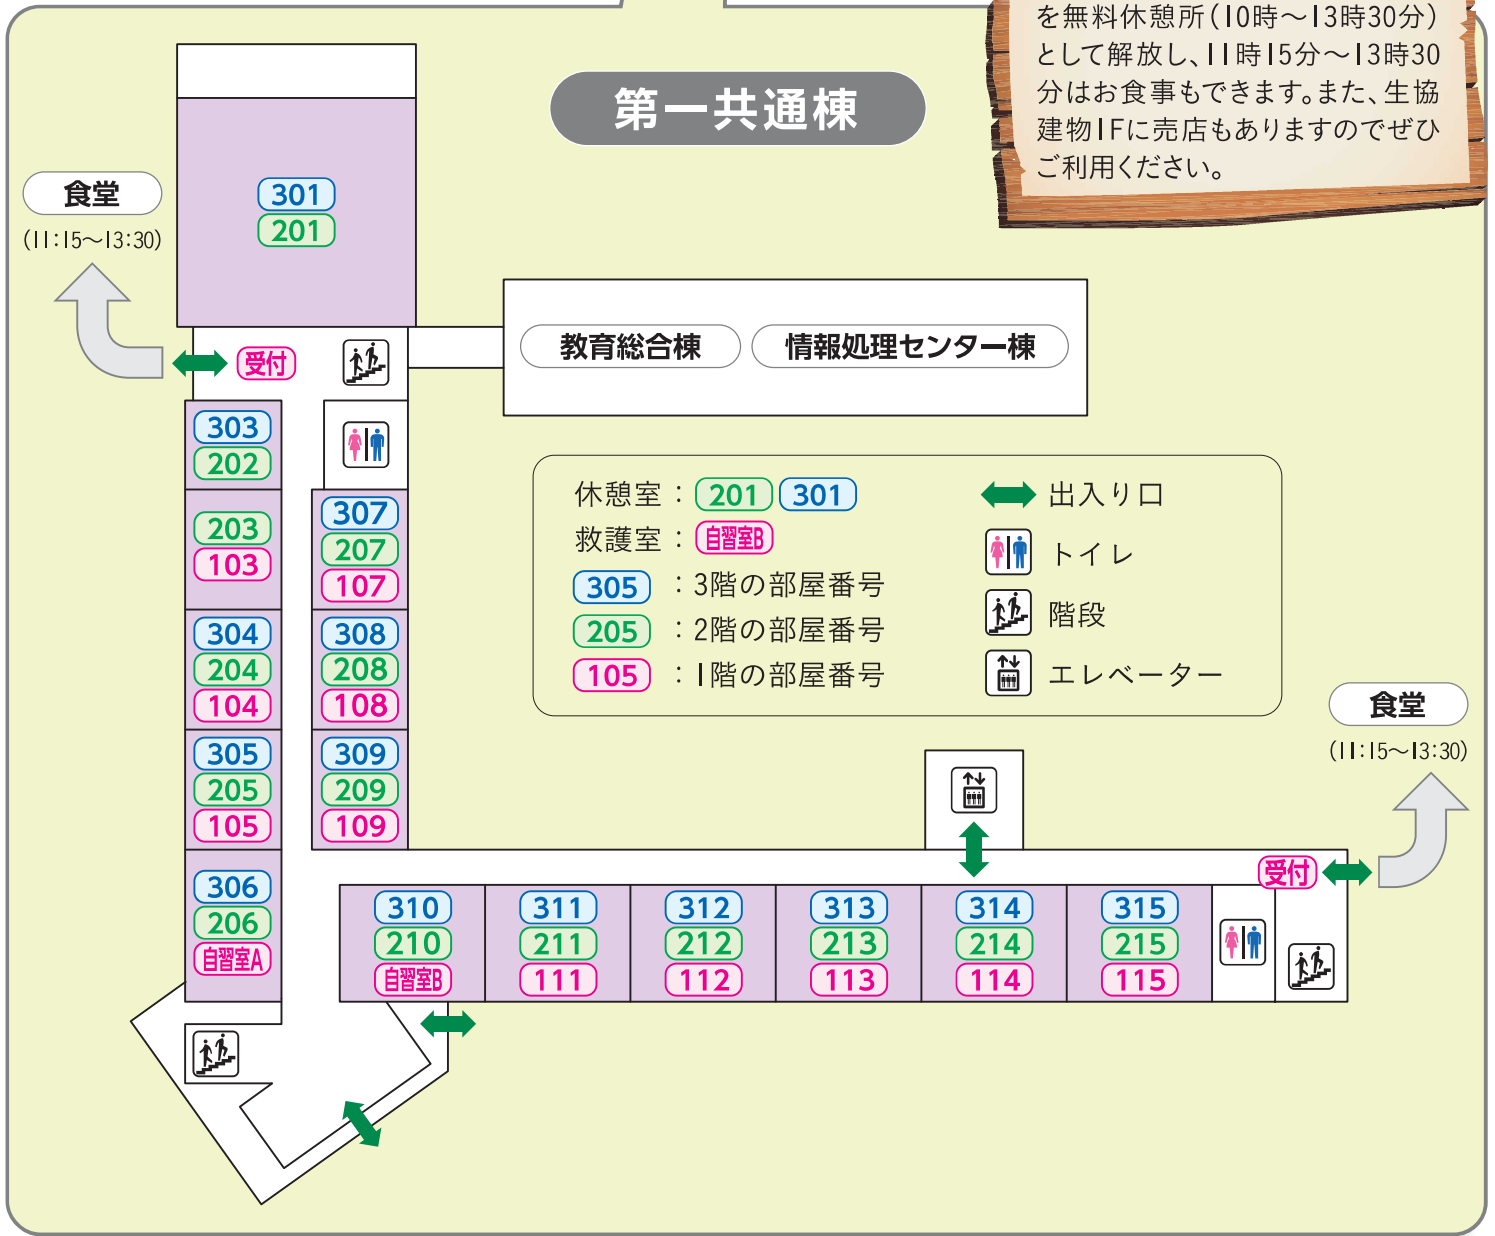 を無料休憩所(10時～13時30分)
として解放し、11時15分～13時30
分はお食事もできます。また、生協
建物1Fに売店もありますのでぜひ
ご利用ください。
第一共通棟
食堂
(11:15～13:30)
301
201
受付
教育総合棟
情報処理センター棟
303
202
203
103
304
204
104
305
205
105
306
206
自習室A
307
207
107
308
208
108
309
209
109
休憩室：201 301
救護室：自習室B
305：3階の部屋番号
205：2階の部屋番号
105：1階の部屋番号
出入り口
トイレ
階段
エレベーター
食堂
(11:15～13:30)
受付
310
210
自習室B
311
211
111
312
212
112
313
213
113
314
214
114
315
215
115